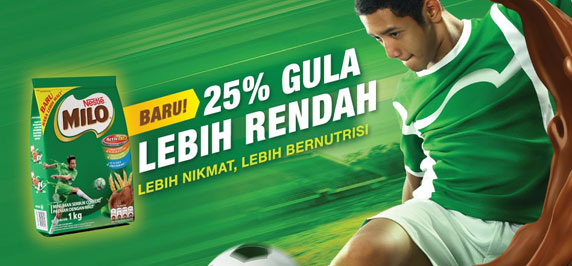 BARU!
25% GULA
LEBIH RENDAH
LEBIH NIKMAT, LEBIH BERNUTRISI
BARU!
Nestlé
MILO
1kg